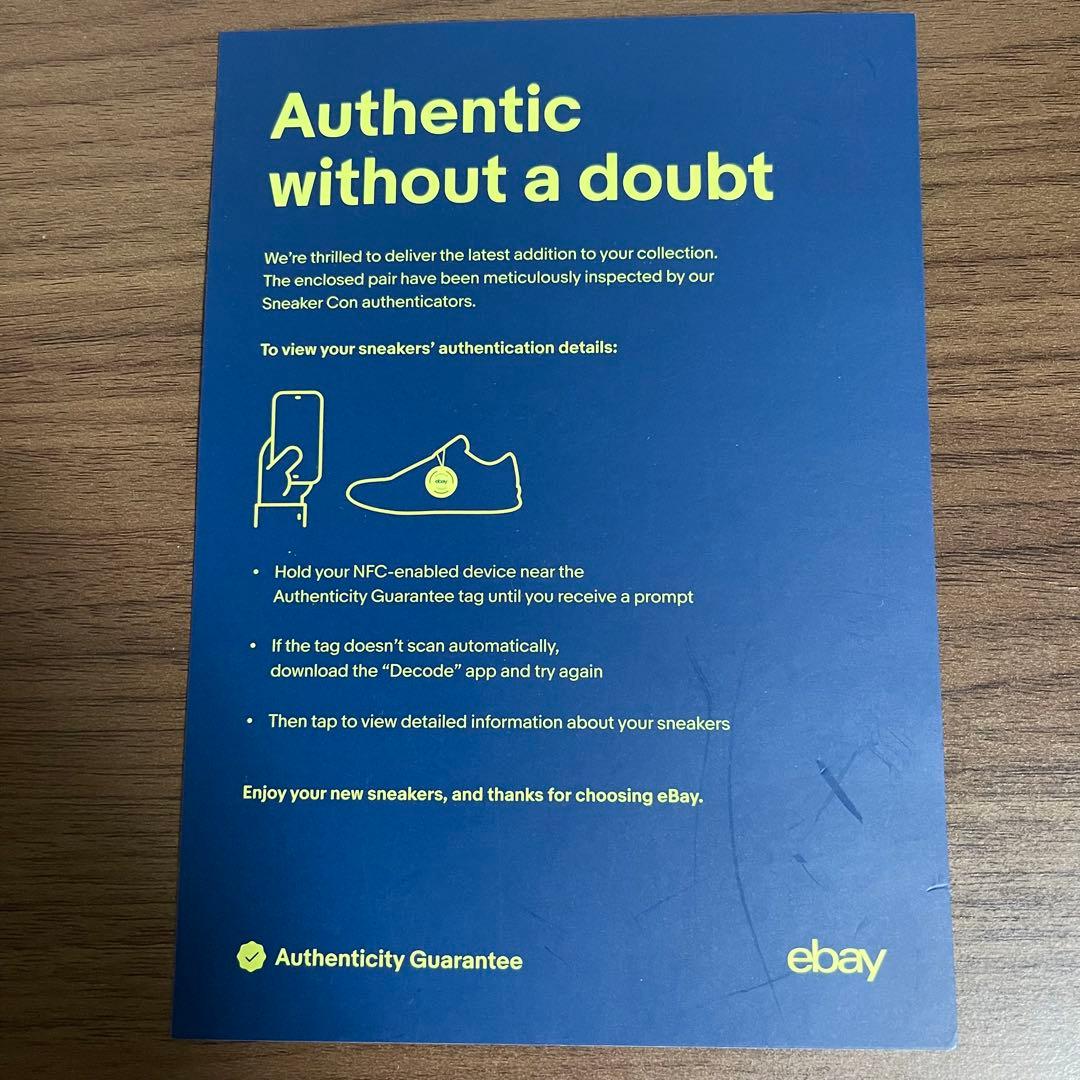 Authentic
without a doubt
We're thrilled to deliver the latest addition to your collection.
The enclosed pair have been meticulously inspected by our
Sneaker Con authenticators.
To view your sneakers' authentication details:
ebay
• Hold your NFC-enabled device near the
Authenticity Guarantee tag until you receive a prompt
• If the tag doesn't scan automatically,
download the “Decode” app and try again
• Then tap to view detailed information about your sneakers
Enjoy your new sneakers, and thanks for choosing eBay.
Authenticity Guarantee
ebay